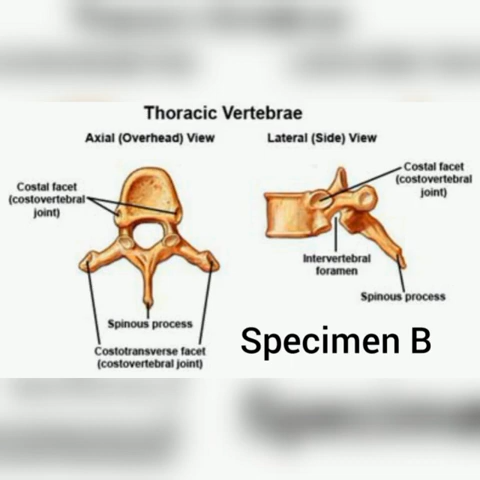 Thoracic Vertebrae
Axial (Overhead) View
Lateral (Side) View
Costal facet
(costovertebral
joint)
Costal facet
(costovertebral
joint)
Intervertebral
foramen
Spinous process
Spinous process
Costotransverse facet
(costovertebral joint)
Specimen B